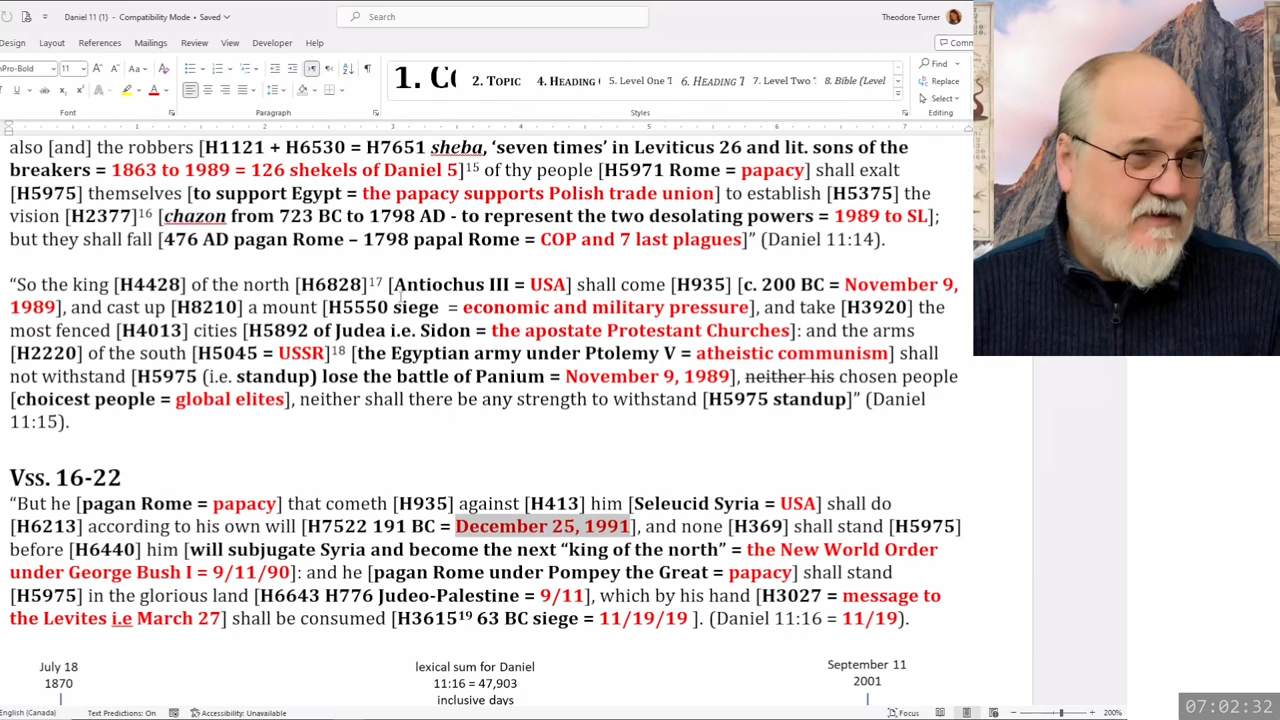 Daniel 11 (1) - Compatibility Mode • Saved
Search
Theodore Turner
Design Layout References Mailings Review View Developer Help
11
Aa
1. Co
2. TOPIC
5. Level One T
6. HEADING T
7. Level Two
8. Bible (Level
Find
Replace
Select
Font
Paragraph
Styles
Editing
1 2 3 4
also [and] the robbers [H1121 + H6530 = H7651 sheba, ‘seven times’ in Leviticus 26 and lit. sons of the
breakers = 1863 to 1989 = 126 shekels of Daniel 5]15 of thy people [H5971 Rome = papacy] shall exalt
[H5975] themselves [to support Egypt = the papacy supports Polish trade union] to establish [H5375] the
vision [H2377]16 [chazon from 723 BC to 1798 AD - to represent the two desolating powers = 1989 to SL];
but they shall fall [476 AD pagan Rome – 1798 papal Rome = COP and 7 last plagues]” (Daniel 11:14).
“So the king [H4428] of the north [H6828]17 [Antiochus III = USA] shall come [H935] [c. 200 BC = November 9,
1989], and cast up [H8210] a mount [H5550 siege = economic and military pressure], and take [H3920] the
most fenced [H4013] cities [H5892 of Judea i.e. Sidon = the apostate Protestant Churches]: and the arms
[H2220] of the south [H5045 = USSR]18 [the Egyptian army under Ptolemy V = atheistic communism] shall
not withstand [H5975 (i.e. standup) lose the battle of Panium = November 9, 1989], neither his chosen people
[choicest people = global elites], neither shall there be any strength to withstand [H5975 standup]” (Daniel
11:15).
Vss. 16-22
“But he [pagan Rome = papacy] that cometh [H935] against [H413] him [Seleucid Syria = USA] shall do
[H6213] according to his own will [H7522 191 BC = December 25, 1991], and none [H369] shall stand [H5975]
before [H6440] him [will subjugate Syria and become the next “king of the north” = the New World Order
under George Bush I = 9/11/90]: and he [pagan Rome under Pompey the Great = papacy] shall stand
[H5975] in the glorious land [H6643 H776 Judeo-Palestine = 9/11], which by his hand [H3027 = message to
the Levites i.e March 27] shall be consumed [H361519 63 BC siege = 11/19/19 ]. (Daniel 11:16 = 11/19).
July 18
1870
lexical sum for Daniel
11:16 = 47,903
inclusive days
September 11
2001
English (Canada)
Text Predictions: On
Accessibility: Unavailable
Focus
200%
07:02:32